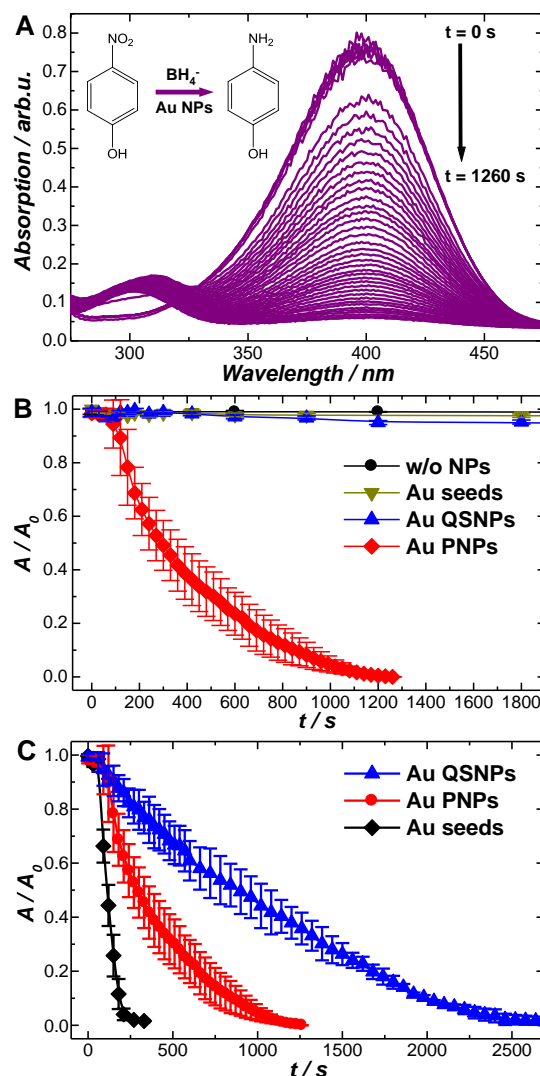 A
NO₂
BH₄⁻
Au NPs
OH
NH₂
OH
t = 0 s
t = 1260 s
0.8
0.7
0.6
0.5
0.4
0.3
0.2
0.1
0.0
Absorption / arb.u.
300 350 400 450
Wavelength / nm
B
1.0
0.8
0.6
0.4
0.2
0.0
A / A₀
w/o NPs
Au seeds
Au QSNPs
Au PNPs
0 200 400 600 800 1000 1200 1400 1600 1800
t / s
C
1.0
0.8
0.6
0.4
0.2
0.0
A / A₀
Au QSNPs
Au PNPs
Au seeds
0 500 1000 1500 2000 2500
t / s